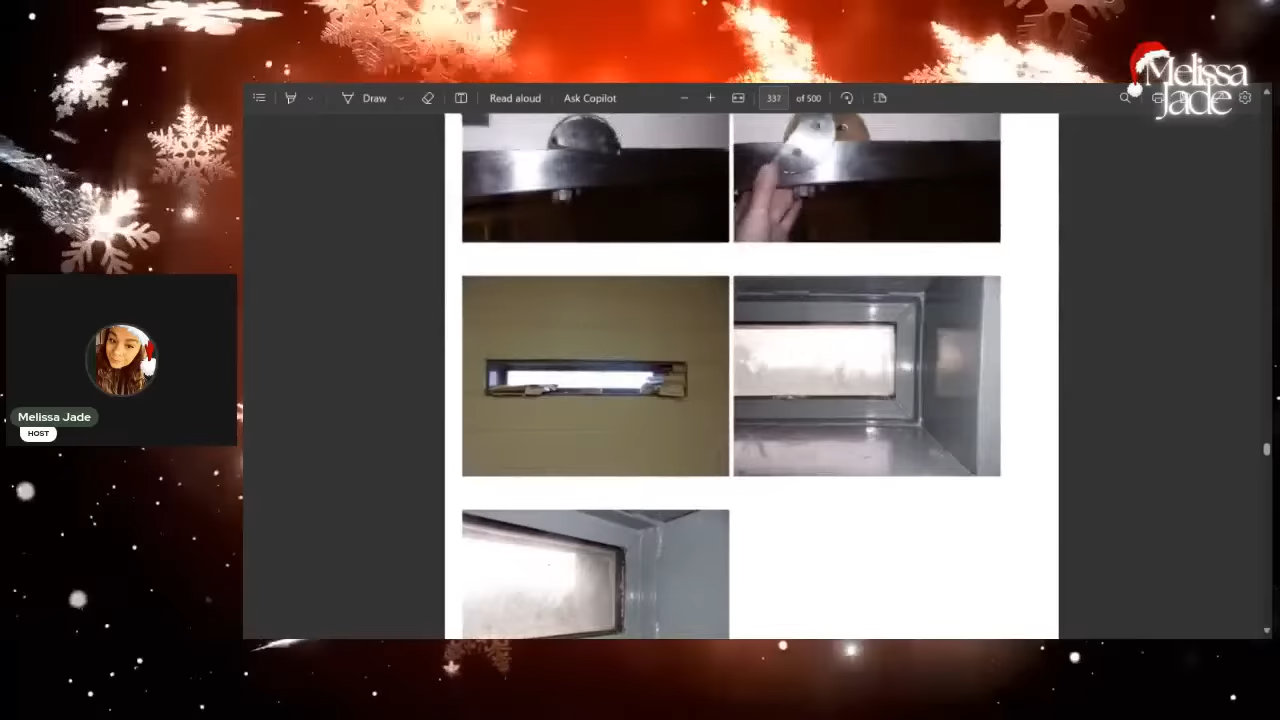 Melissa
Jade
Draw
Read aloud
Ask Copilot
337
of 500
Melissa Jade
HOST